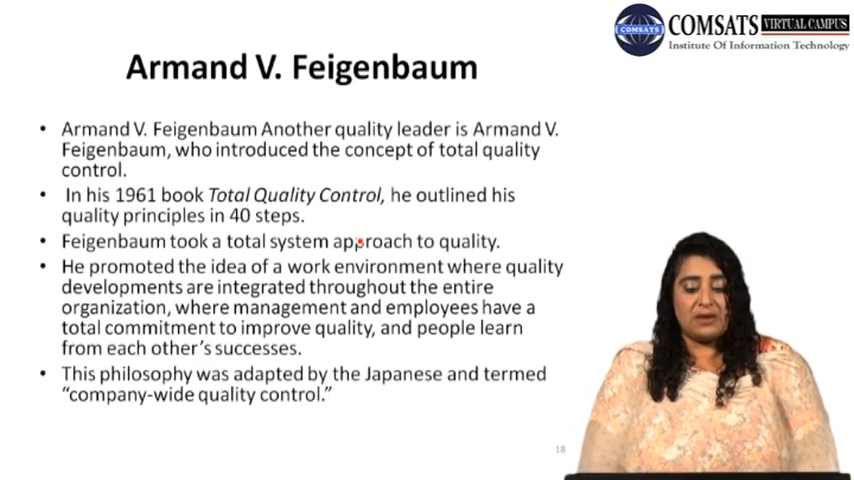 COMSATS VIRTUAL CAMPUS
COMSATS
Institute Of Information Technology
Armand V. Feigenbaum
• Armand V. Feigenbaum Another quality leader is Armand V.
Feigenbaum, who introduced the concept of total quality
control.
• In his 1961 book Total Quality Control, he outlined his
quality principles in 40 steps.
• Feigenbaum took a total system approach to quality.
• He promoted the idea of a work environment where quality
developments are integrated throughout the entire
organization, where management and employees have a
total commitment to improve quality, and people learn
from each other's successes.
• This philosophy was adapted by the Japanese and termed
"company-wide quality control."
18